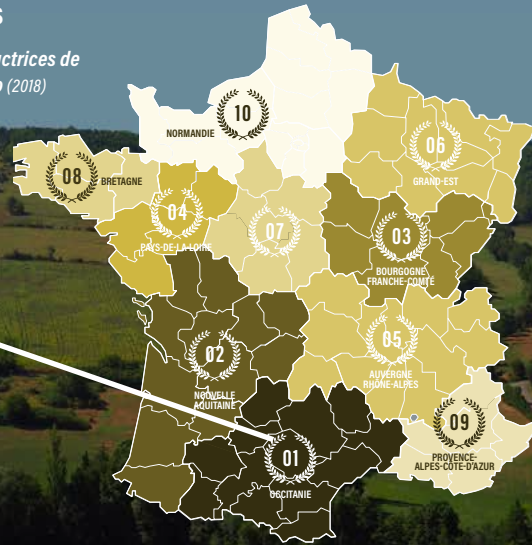 S
ctrices de
(2018)
10
NORMANDIE
06
GRAND-EST
08
BRETAGNE
04
PAYS-DE-LA-LOIRE
07
03
BOURGOGNE
FRANCHE-COMTÉ
02
NOUVELLE
AQUITAINE
05
AUVERGNE
RHÔNE-ALPES
09
PROVENCE-
ALPES-CÔTE-D'AZUR
01
OCCITANIE